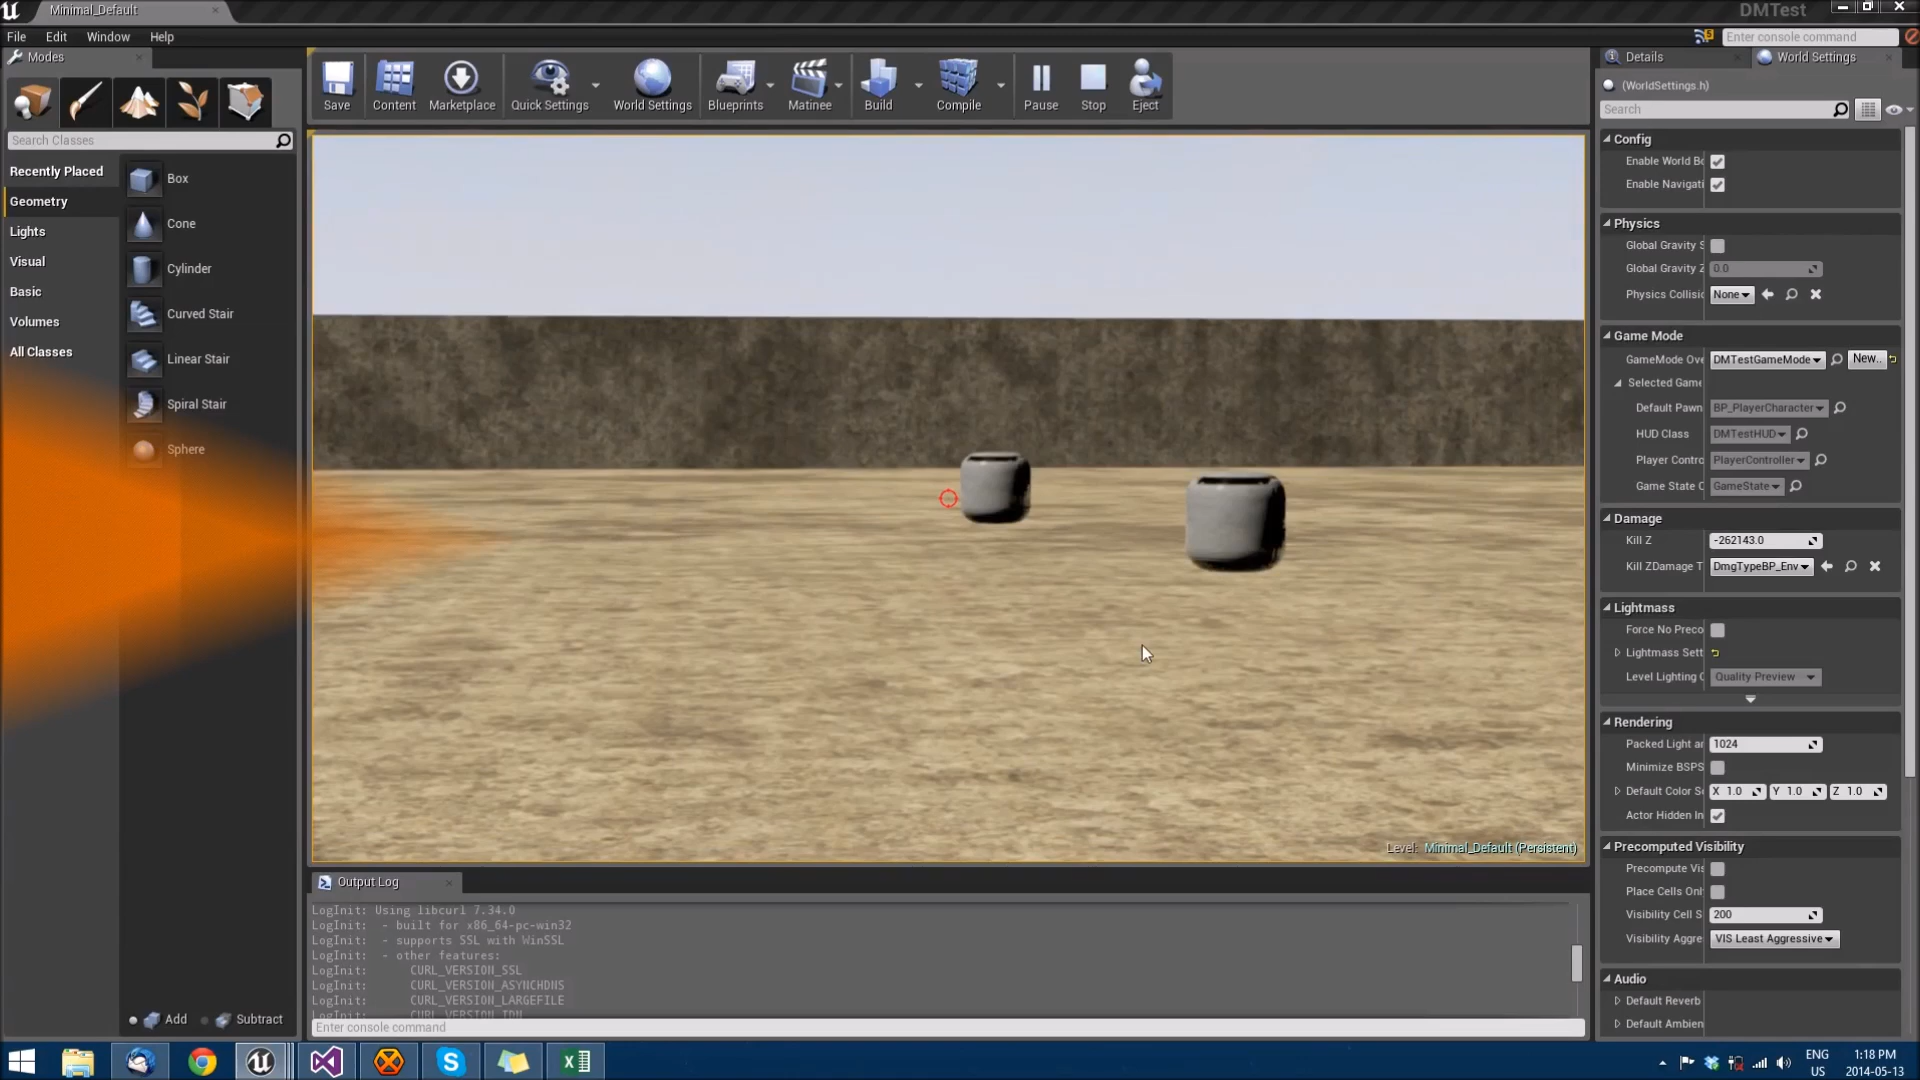 Minimal_Default
DMTest
File Edit Window Help
Enter console command
Modes
Search Classes
Recently Placed
Geometry
Lights
Visual
Basic
Volumes
All Classes
Box
Cone
Cylinder
Curved Stair
Linear Stair
Spiral Stair
Sphere
Add Subtract
Save Content Marketplace Quick Settings World Settings Blueprints Matinee Build Compile Pause Stop Eject
Level: Minimal_Default (Persistent)
Output Log
LogInit: Using libcurl 7.34.0
LogInit: - built for x86_64-pc-win32
LogInit: - supports SSL with WinSSL
LogInit: - other features:
LogInit: CURL_VERSION_SSL
LogInit: CURL_VERSION_ASYNCHDNS
LogInit: CURL_VERSION_LARGEFILE
LogInit: CURL_VERSION_IDN
Enter console command
Details World Settings
(WorldSettings.h)
Search
Config
Enable World Bo
Enable Navigati
Physics
Global Gravity S
Global Gravity Z 0.0
Physics Collisio None
Game Mode
GameMode Ove DMTestGameMode New..
Selected Game
Default Pawn BP_PlayerCharacter
HUD Class DMTestHUD
Player Contro PlayerController
Game State C GameState
Damage
Kill Z -262143.0
Kill ZDamage T DmgTypeBP_Env
Lightmass
Force No Preco
Lightmass Sett
Level Lighting Q Quality Preview
Rendering
Packed Light an 1024
Minimize BSPS
Default Color Sc X 1.0 Y 1.0 Z 1.0
Actor Hidden In
Precomputed Visibility
Precompute Vis
Place Cells Onl
Visibility Cell S 200
Visibility Aggre VIS Least Aggressive
Audio
Default Reverb
Default Ambien
ENG
US
1:18 PM
2014-05-13